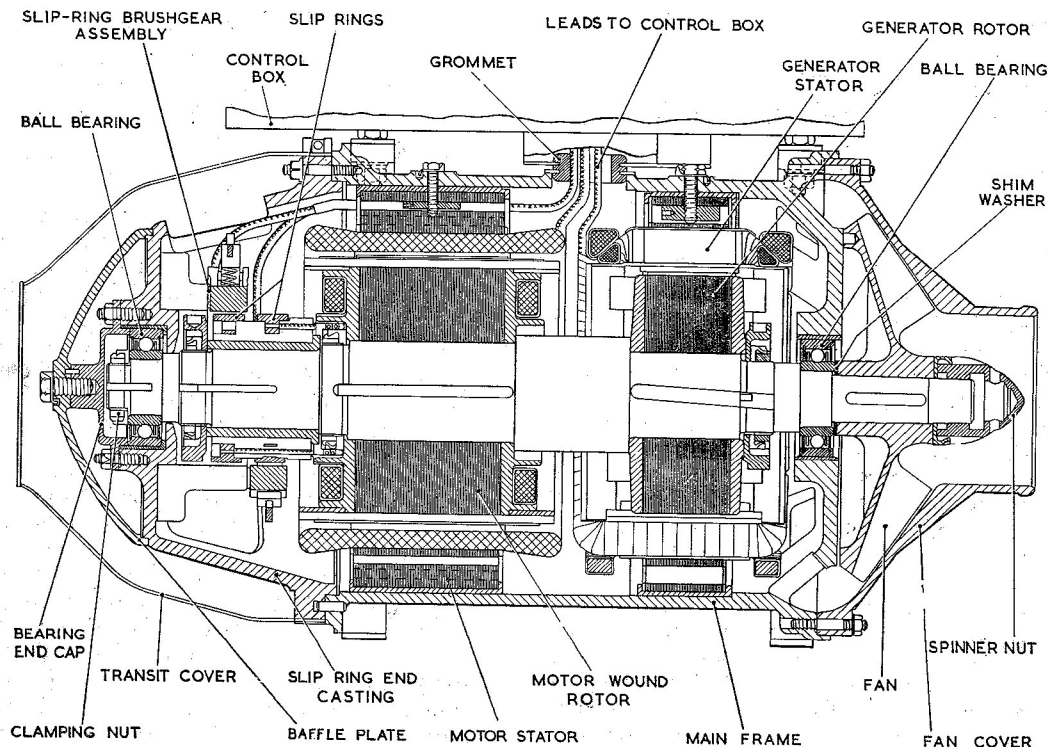 SLIP-RING BRUSHGEAR
ASSEMBLY
SLIP RINGS
LEADS TO CONTROL BOX
GENERATOR ROTOR
CONTROL
BOX
GROMMET
GENERATOR
STATOR
BALL BEARING
BALL BEARING
SHIM
WASHER
BEARING
END CAP
TRANSIT COVER
SLIP RING END
CASTING
MOTOR WOUND
ROTOR
FAN
SPINNER NUT
CLAMPING NUT
BAFFLE PLATE
MOTOR STATOR
MAIN FRAME
FAN COVER